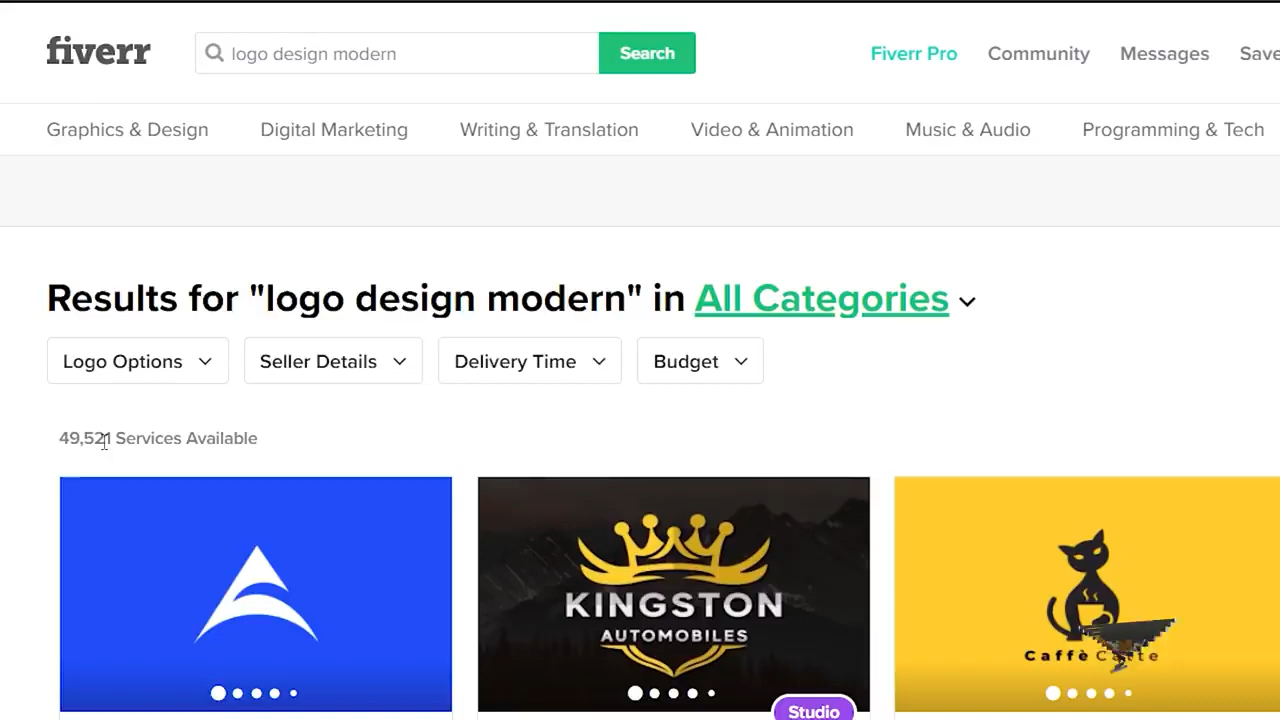 fiverr
logo design modern
Search
Fiverr Pro
Community
Messages
Save
Graphics & Design
Digital Marketing
Writing & Translation
Video & Animation
Music & Audio
Programming & Tech
Results for "logo design modern" in All Categories
Logo Options
Seller Details
Delivery Time
Budget
49,521 Services Available
KINGSTON
AUTOMOBILES
Caffè
Studio